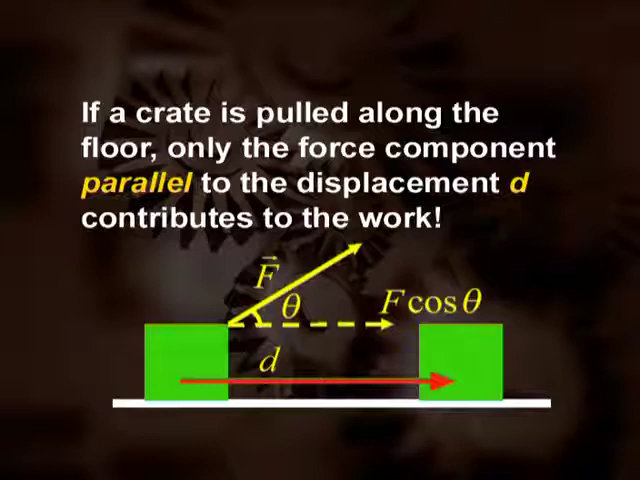 If a crate is pulled along the
floor, only the force component
parallel to the displacement d
contributes to the work!
F⃗
θ
F cos θ
d